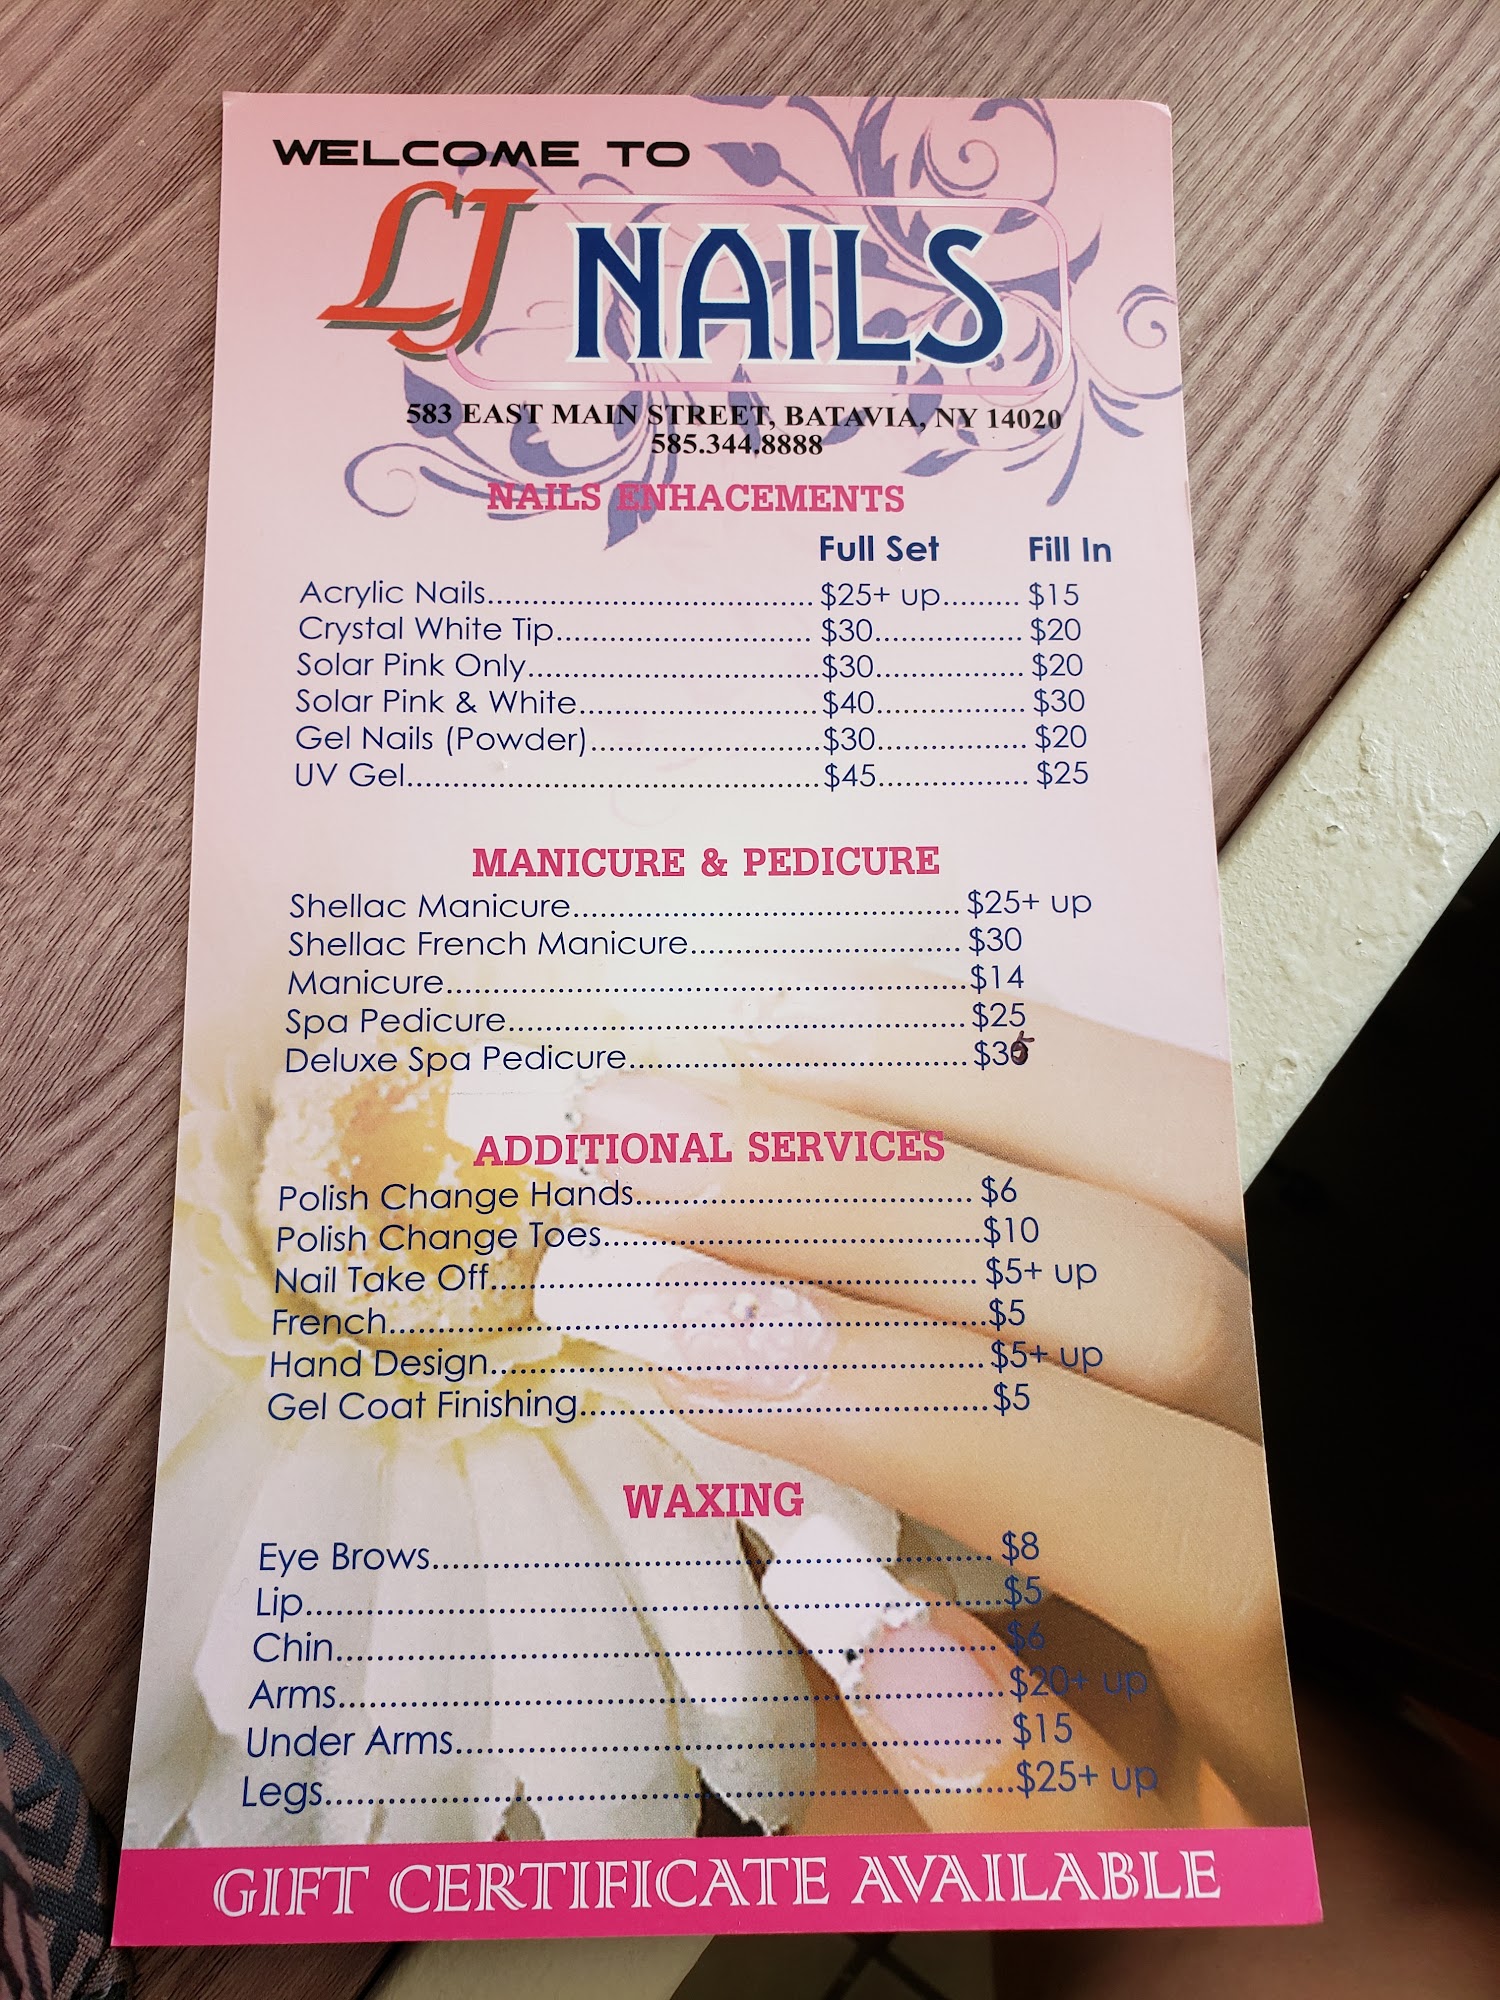 WELCOME TO
LJ NAILS
583 EAST MAIN STREET, BATAVIA, NY 14020
585.344.8888
NAILS ENHACEMENTS
Full Set Fill In
Acrylic Nails..................................... $25+ up......... $15
Crystal White Tip............................. $30................. $20
Solar Pink Only.................................$30................. $20
Solar Pink & White...........................$40................. $30
Gel Nails (Powder)..........................$30................. $20
UV Gel..............................................$45................. $25
MANICURE & PEDICURE
Shellac Manicure........................................... $25+ up
Shellac French Manicure.............................. $30
Manicure.........................................................$14
Spa Pedicure.................................................. $25
Deluxe Spa Pedicure..................................... $35
ADDITIONAL SERVICES
Polish Change Hands.................................... $6
Polish Change Toes.........................................$10
Nail Take Off.................................................... $5+ up
French.................................................................$5
Hand Design.................................................... $5+ up
Gel Coat Finishing............................................$5
WAXING
Eye Brows......................................................... $8
Lip.......................................................................$5
Chin.................................................................... $6
Arms....................................................................$20+ up
Under Arms....................................................... $15
Legs.....................................................................$25+ up
GIFT CERTIFICATE AVAILABLE